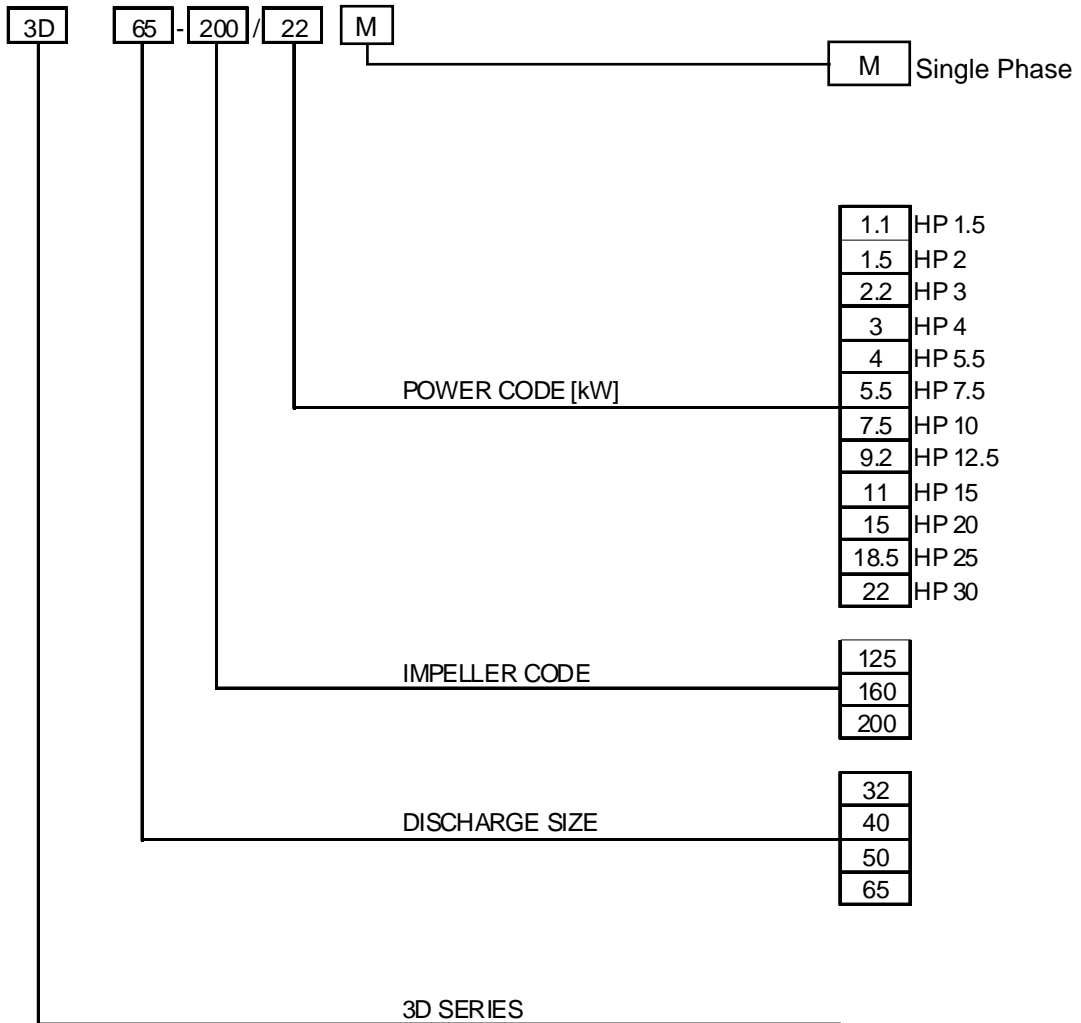 3D 65 - 200 / 22 M
M Single Phase
1.1 HP 1.5
1.5 HP 2
2.2 HP 3
3 HP 4
4 HP 5.5
POWER CODE [kW] 5.5 HP 7.5
7.5 HP 10
9.2 HP 12.5
11 HP 15
15 HP 20
18.5 HP 25
22 HP 30
125
IMPELLER CODE 160
200
32
DISCHARGE SIZE 40
50
65
3D SERIES